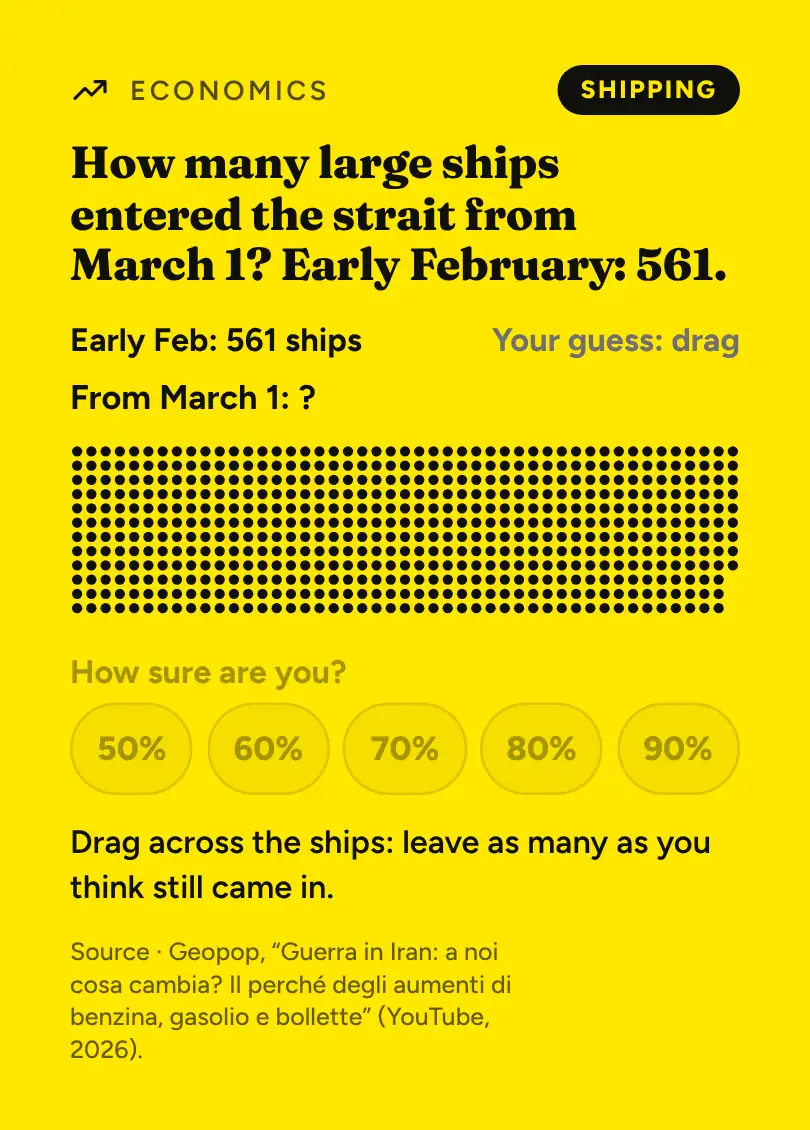 ECONOMICS
SHIPPING
How many large ships
entered the strait from
March 1? Early February: 561.
Early Feb: 561 ships
Your guess: drag
From March 1: ?
How sure are you?
50%
60%
70%
80%
90%
Drag across the ships: leave as many as you
think still came in.
Source · Geopop, “Guerra in Iran: a noi
cosa cambia? Il perché degli aumenti di
benzina, gasolio e bollette” (YouTube,
2026).